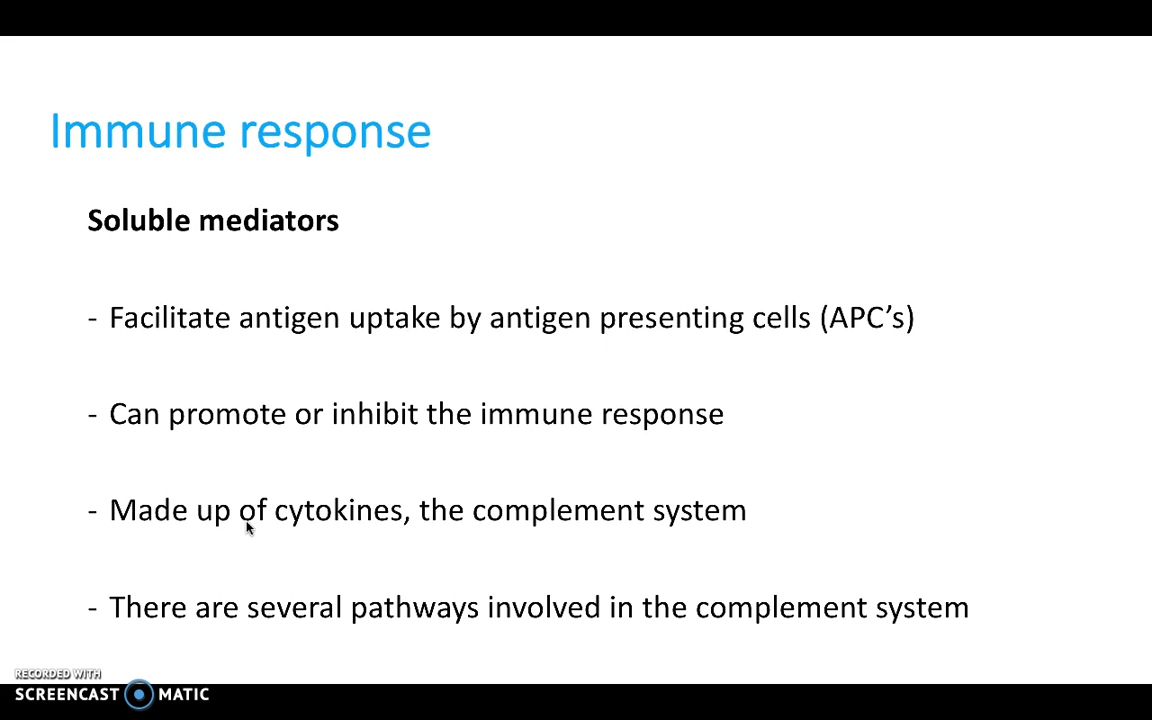 Immune response
Soluble mediators
- Facilitate antigen uptake by antigen presenting cells (APC’s)
- Can promote or inhibit the immune response
- Made up of cytokines, the complement system
- There are several pathways involved in the complement system
RECORDED WITH
SCREENCAST MATIC